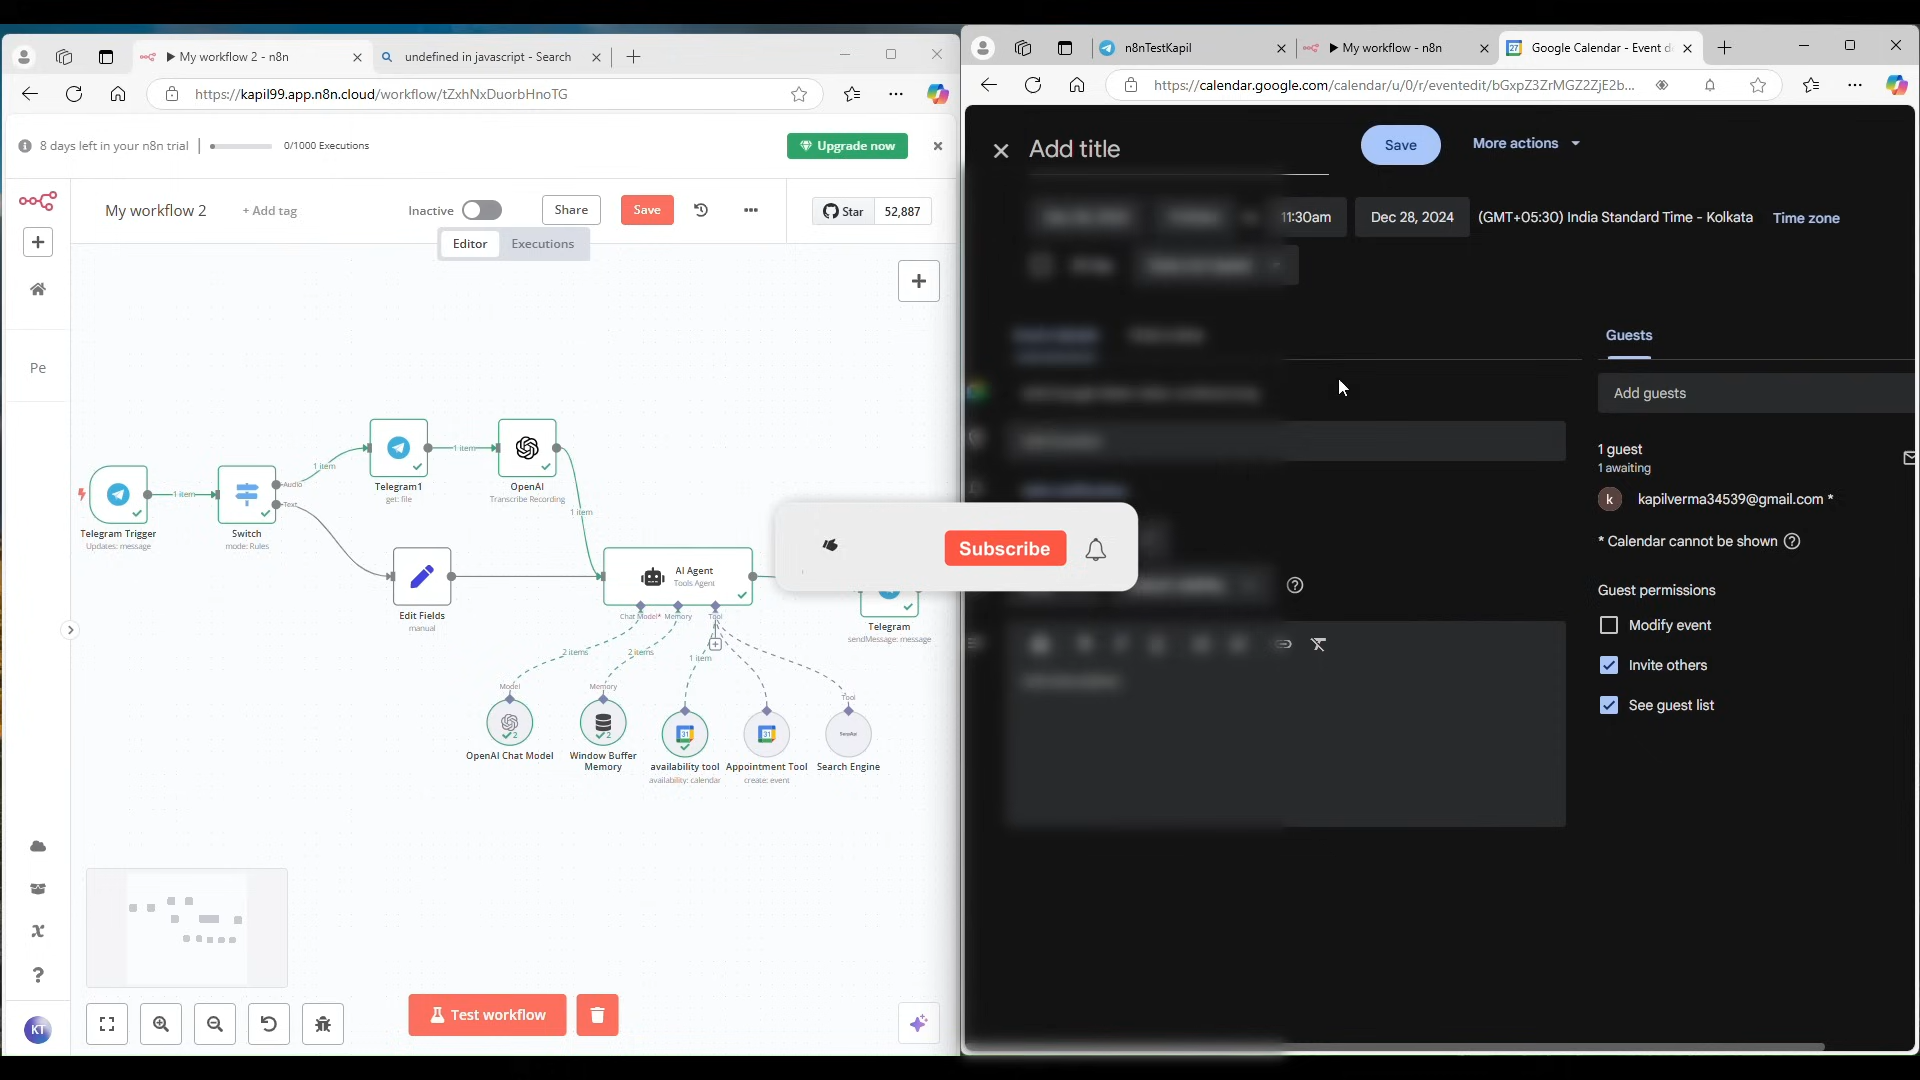 My workflow 2 - n8n
undefined in javascript - Search
https://kapil99.app.n8n.cloud/workflow/tZxhNxDuorbHnoTG
8 days left in your n8n trial
0/1000 Executions
Upgrade now
My workflow 2
+ Add tag
Inactive
Share
Save
Star
52,887
Editor
Executions
Pe
1 item
Audio
Text
1 item
1 item
1 item
Telegram Trigger
Updates: message
Switch
mode: Rules
Telegram1
get: file
OpenAI
Transcribe Recording
Edit Fields
manual
AI Agent
Tools Agent
Chat Model*
Memory
Tool
Telegram
sendMessage: message
2 items
2 items
1 item
Model
Memory
Tool
2
2
31
31
OpenAI Chat Model
Window Buffer
Memory
availability tool
availability: calendar
Appointment Tool
create: event
Search Engine
KT
Test workflow
n8nTestKapil
My workflow - n8n
27
Google Calendar - Event d
https://calendar.google.com/calendar/u/0/r/eventedit/bGxpZ3ZrMGZ2ZjE2b...
Add title
Save
More actions
11:30am
Dec 28, 2024
(GMT+05:30) India Standard Time - Kolkata
Time zone
Guests
Add guests
1 guest
1 awaiting
k
kapilverma34539@gmail.com *
* Calendar cannot be shown
Guest permissions
Modify event
Invite others
See guest list
Subscribe